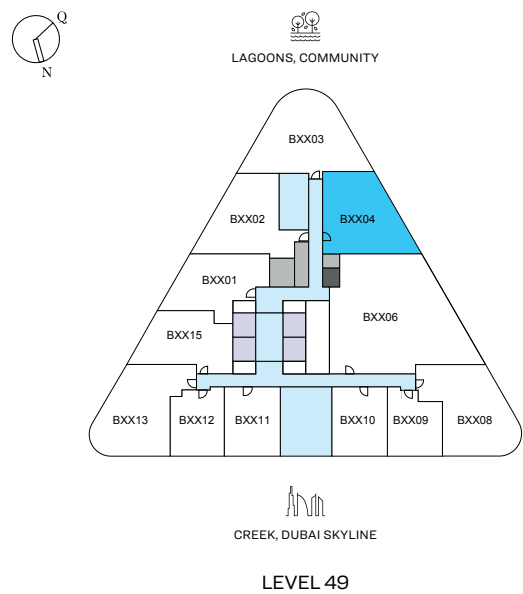 Q
N
LAGOONS, COMMUNITY
BXX03
BXX02
BXX04
BXX01
BXX06
BXX15
BXX13
BXX12
BXX11
BXX10
BXX09
BXX08
CREEK, DUBAI SKYLINE
LEVEL 49